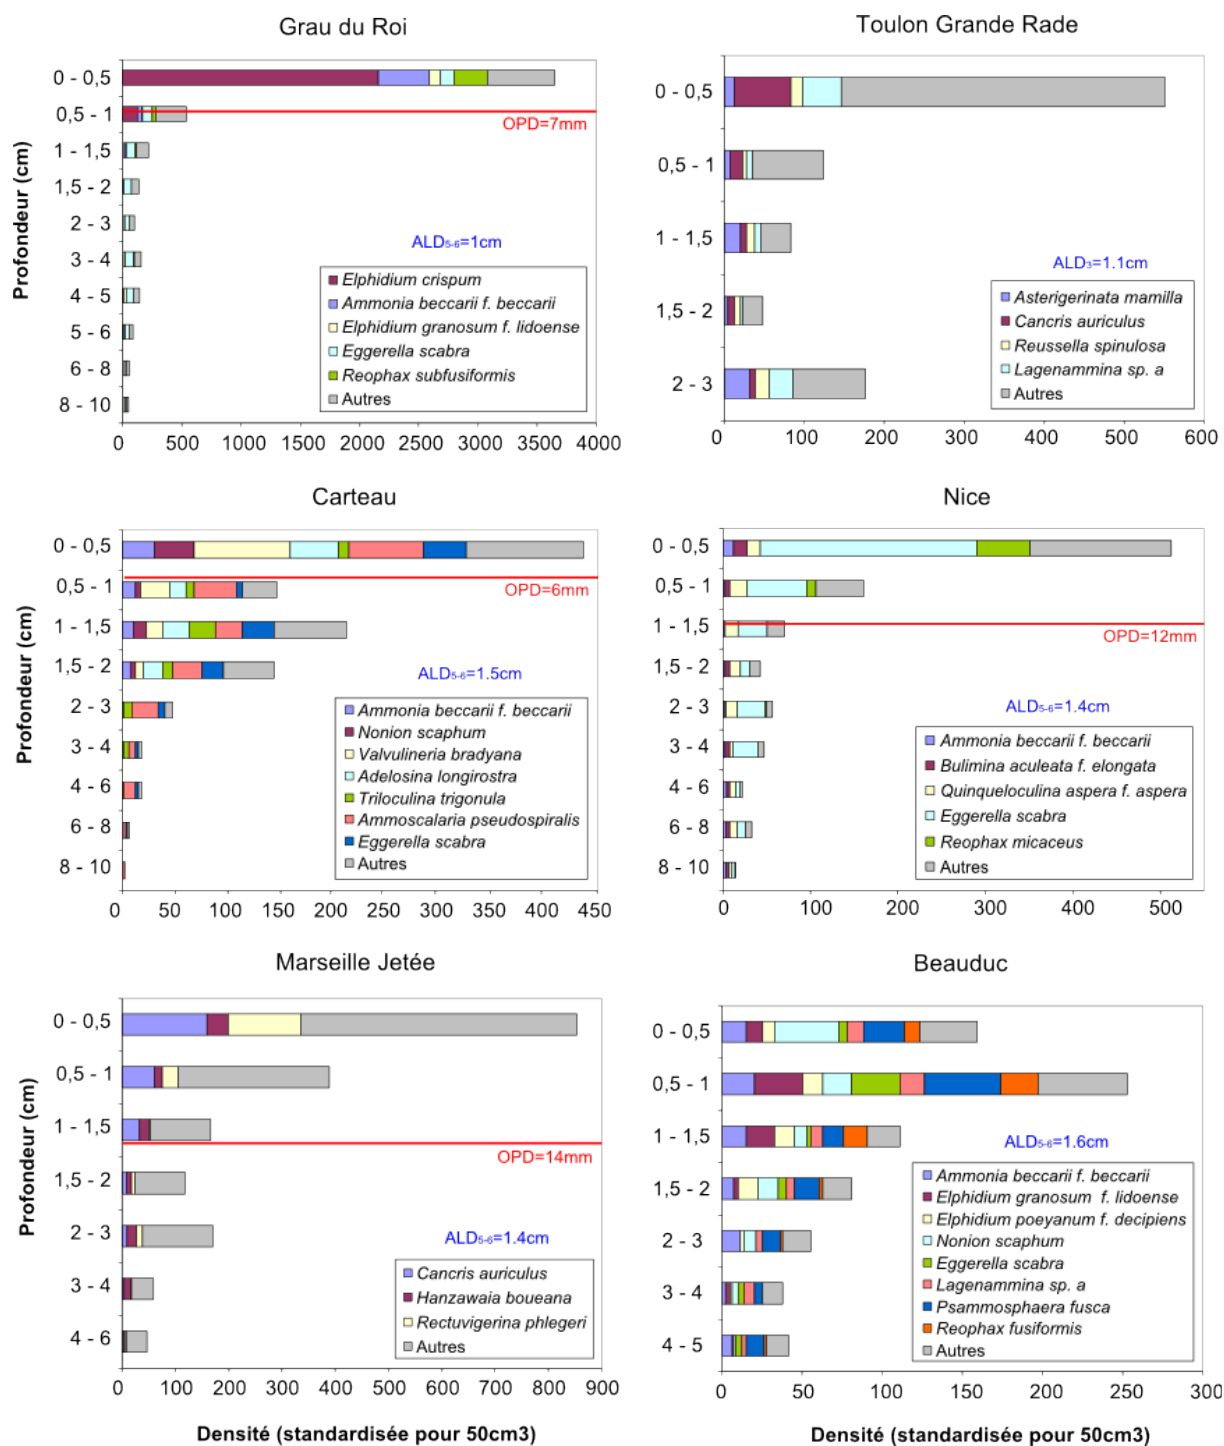 Grau du Roi
Profondeur (cm)
0 - 0,5
0,5 - 1
1 - 1,5
1,5 - 2
2 - 3
3 - 4
4 - 5
5 - 6
6 - 8
8 - 10
OPD=7mm
ALD5-6=1cm
Elphidium crispum
Ammonia beccarii f. beccarii
Elphidium granosum f. lidoense
Eggerella scabra
Reophax subfusiformis
Autres
0 500 1000 1500 2000 2500 3000 3500 4000
Toulon Grande Rade
0 - 0,5
0,5 - 1
1 - 1,5
1,5 - 2
2 - 3
ALD3=1.1cm
Asterigerinata mamilla
Cancris auriculus
Reussella spinulosa
Lagenammina sp. a
Autres
0 100 200 300 400 500 600
Carteau
Profondeur (cm)
0 - 0,5
0,5 - 1
1 - 1,5
1,5 - 2
2 - 3
3 - 4
4 - 6
6 - 8
8 - 10
OPD=6mm
ALD5-6=1.5cm
Ammonia beccarii f. beccarii
Nonion scaphum
Valvulineria bradyana
Adelosina longirostra
Triloculina trigonula
Ammoscalaria pseudospiralis
Eggerella scabra
Autres
0 50 100 150 200 250 300 350 400 450
Nice
0 - 0,5
0,5 - 1
1 - 1,5
1,5 - 2
2 - 3
3 - 4
4 - 6
6 - 8
8 - 10
OPD=12mm
ALD5-6=1.4cm
Ammonia beccarii f. beccarii
Bulimina aculeata f. elongata
Quinqueloculina aspera f. aspera
Eggerella scabra
Reophax micaceus
Autres
0 100 200 300 400 500
Marseille Jetée
Profondeur (cm)
0 - 0,5
0,5 - 1
1 - 1,5
1,5 - 2
2 - 3
3 - 4
4 - 6
OPD=14mm
ALD5-6=1.4cm
Cancris auriculus
Hanzawaia boueana
Rectuvigerina phlegeri
Autres
0 100 200 300 400 500 600 700 800 900
Densité (standardisée pour 50cm3)
Beauduc
0 - 0,5
0,5 - 1
1 - 1,5
1,5 - 2
2 - 3
3 - 4
4 - 5
ALD5-6=1.6cm
Ammonia beccarii f. beccarii
Elphidium granosum f. lidoense
Elphidium poeyanum f. decipiens
Nonion scaphum
Eggerella scabra
Lagenammina sp. a
Psammosphaera fusca
Reophax fusiformis
Autres
0 50 100 150 200 250 300
Densité (standardisée pour 50cm3)